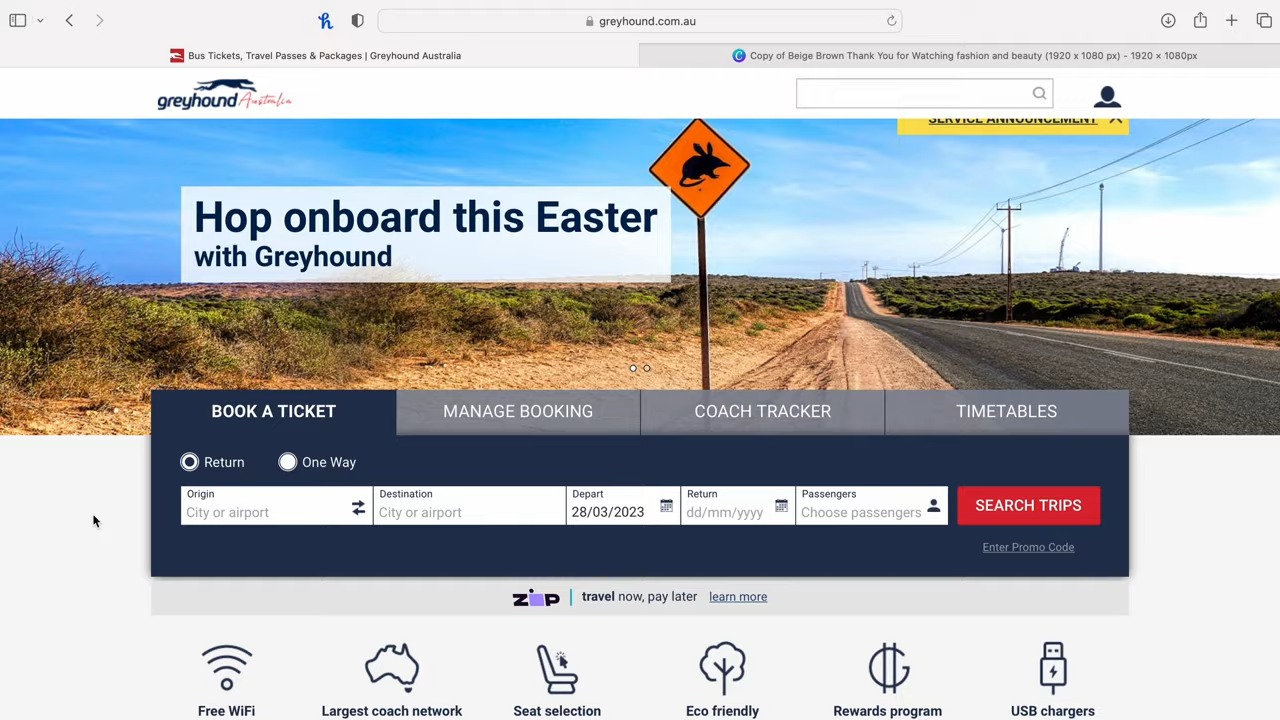 greyhound.com.au
Bus Tickets, Travel Passes & Packages | Greyhound Australia
Copy of Beige Brown Thank You for Watching fashion and beauty (1920 x 1080 px) - 1920 × 1080px
greyhound Australia
SERVICE ANNOUNCEMENT
Hop onboard this Easter
with Greyhound
BOOK A TICKET
MANAGE BOOKING
COACH TRACKER
TIMETABLES
Return
One Way
Origin
City or airport
Destination
City or airport
Depart
28/03/2023
Return
dd/mm/yyyy
Passengers
Choose passengers
SEARCH TRIPS
Enter Promo Code
zip
travel now, pay later learn more
Free WiFi
Largest coach network
Seat selection
Eco friendly
Rewards program
USB chargers